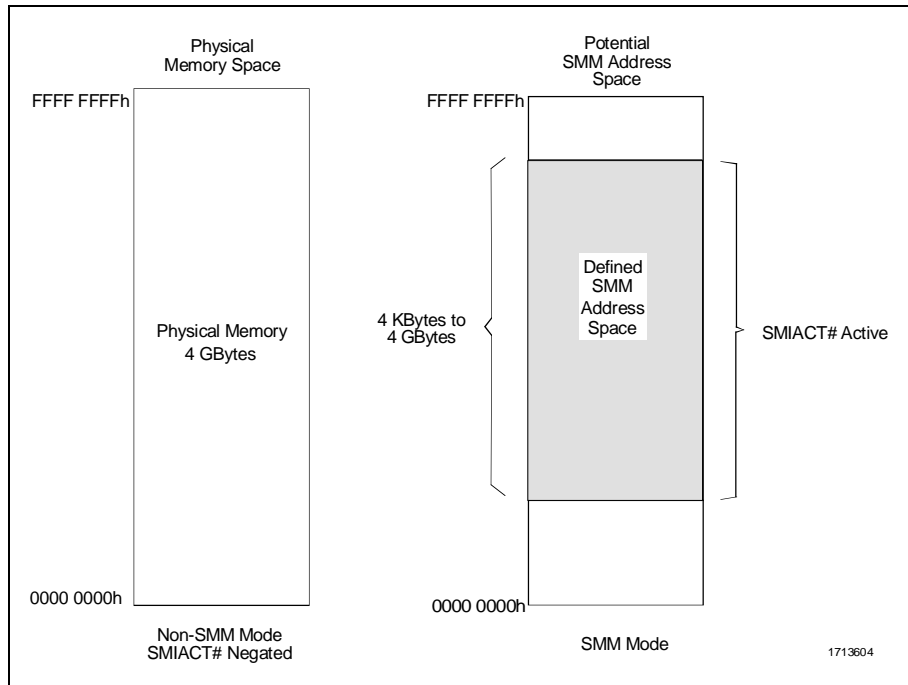 Physical
Memory Space
FFFF FFFFh
Physical Memory
4 GBytes
0000 0000h
Non-SMM Mode
SMIACT# Negated
Potential
SMM Address
Space
FFFF FFFFh
4 KBytes to
4 GBytes
Defined
SMM
Address
Space
SMIACT# Active
0000 0000h
SMM Mode
1713604